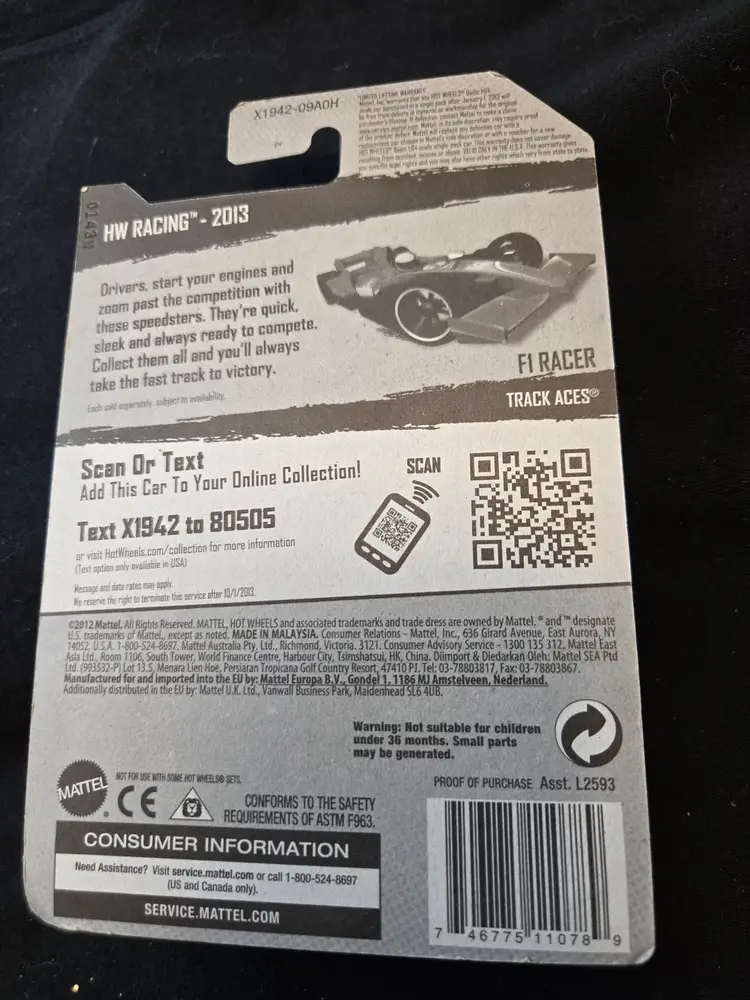 X1942-09A0H
*LIMITED LIFETIME WARRANTY
HW RACING™ - 2013
Drivers, start your engines and
zoom past the competition with
these speedsters. They're quick,
sleek and always ready to compete.
Collect them all and you'll always
take the fast track to victory.
Each sold separately, subject to availability.
F1 RACER
TRACK ACES®
Scan Or Text
Add This Car To Your Online Collection!
Text X1942 to 80505
or visit HotWheels.com/collection for more information
(Text option only available in USA)
Message and data rates may apply.
We reserve the right to terminate this service after 10/1/2013.
SCAN
©2012 Mattel. All Rights Reserved. MATTEL, HOT WHEELS and associated trademarks and trade dress are owned by Mattel. ® and ™ designate
U.S. trademarks of Mattel, except as noted. MADE IN MALAYSIA. Consumer Relations - Mattel, Inc., 636 Girard Avenue, East Aurora, NY
14052, U.S.A. 1-800-524-8697. Mattel Australia Pty. Ltd., Richmond, Victoria. 3121. Consumer Advisory Service - 1300 135 312. Mattel East
Asia Ltd., Room 1106, South Tower, World Finance Centre, Harbour City, Tsimshatsui, HK, China. Diimport & Diedarkan Oleh: Mattel SEA Ptd
Ltd. (993532-P) Lot 13.5, Menara Lien Hoe, Persiaran Tropicana Golf Country Resort, 47410 PJ. Tel: 03-78803817, Fax: 03-78803867.
Manufactured for and imported into the EU by: Mattel Europa B.V., Gondel 1, 1186 MJ Amstelveen, Nederland.
Additionally distributed in the EU by: Mattel U.K. Ltd., Vanwall Business Park, Maidenhead SL6 4UB.
Warning: Not suitable for children
under 36 months. Small parts
may be generated.
PROOF OF PURCHASE Asst. L2593
NOT FOR USE WITH SOME HOT WHEELS® SETS.
MATTEL
CE
CONFORMS TO THE SAFETY
REQUIREMENTS OF ASTM F963.
CONSUMER INFORMATION
Need Assistance? Visit service.mattel.com or call 1-800-524-8697
(US and Canada only).
SERVICE.MATTEL.COM
7 46775 11078 9